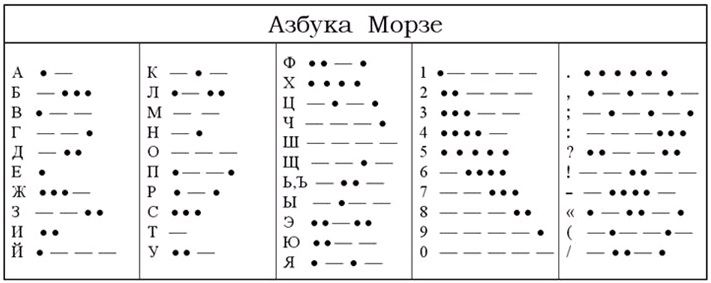 Азбука Морзе
А ● —
Б — ● ● ●
В ● — —
Г — — ●
Д — ● ●
Е ●
Ж ● ● ● —
З — — ● ●
И ● ●
Й ● — — —
К — ● —
Л ● — ● ●
М — —
Н — ●
О — — —
П ● — — ●
Р ● — ●
С ● ● ●
Т —
У ● ● —
Ф ● ● — ●
Х ● ● ● ●
Ц — ● — ●
Ч — — — ●
Ш — — — —
Щ — — ● —
Ь,Ъ — ● ● —
Ы — ● — —
Э ● ● — ● ●
Ю ● ● — —
Я ● — ● —
1 ● — — — —
2 ● ● — — —
3 ● ● ● — —
4 ● ● ● ● —
5 ● ● ● ● ●
6 — ● ● ● ●
7 — — ● ● ●
8 — — — ● ●
9 — — — — ●
0 — — — — —
. ● ● ● ● ● ●
, ● — ● — ● —
; — ● — ● — ●
: — — — ● ● ●
? ● ● — — ● ●
! — — ● ● — —
– — ● ● ● ● —
« ● — ● ● — ●
( — ● — — ● —
/ — ● ● — ●